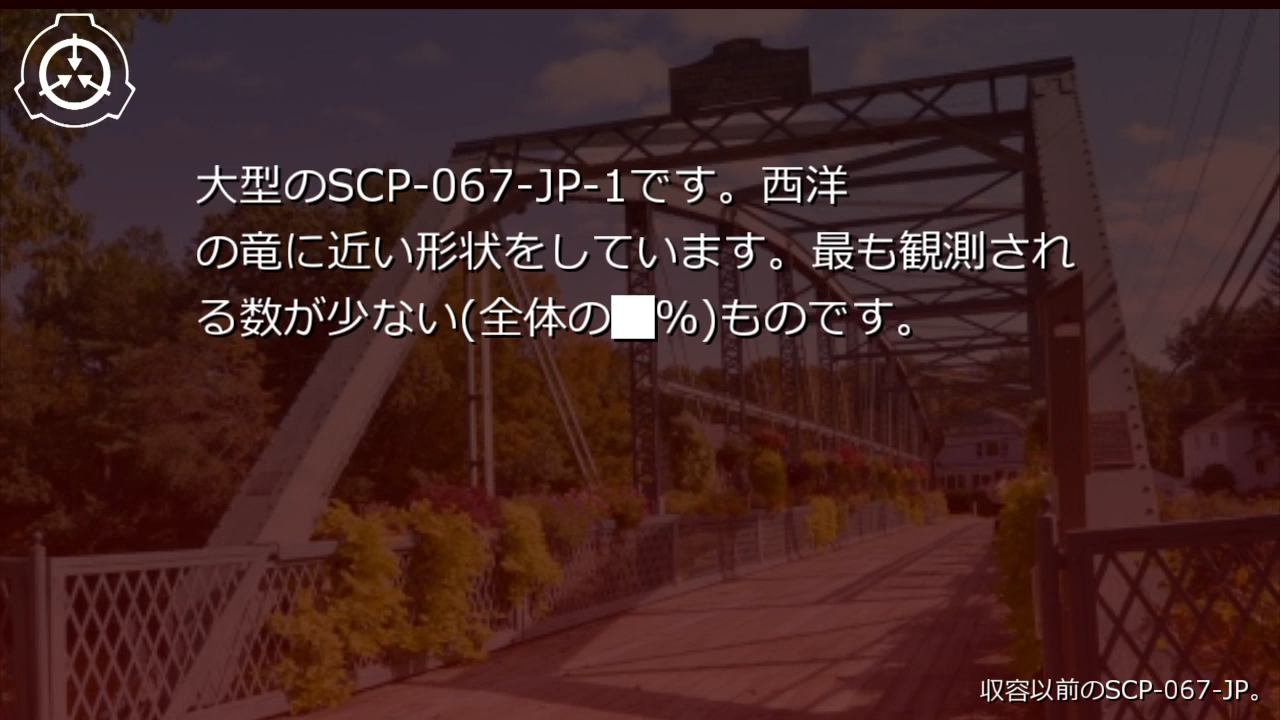 大型のSCP-067-JP-1です。西洋
の竜に近い形状をしています。最も観測され
る数が少ない(全体の█%)ものです。
収容以前のSCP-067-JP。